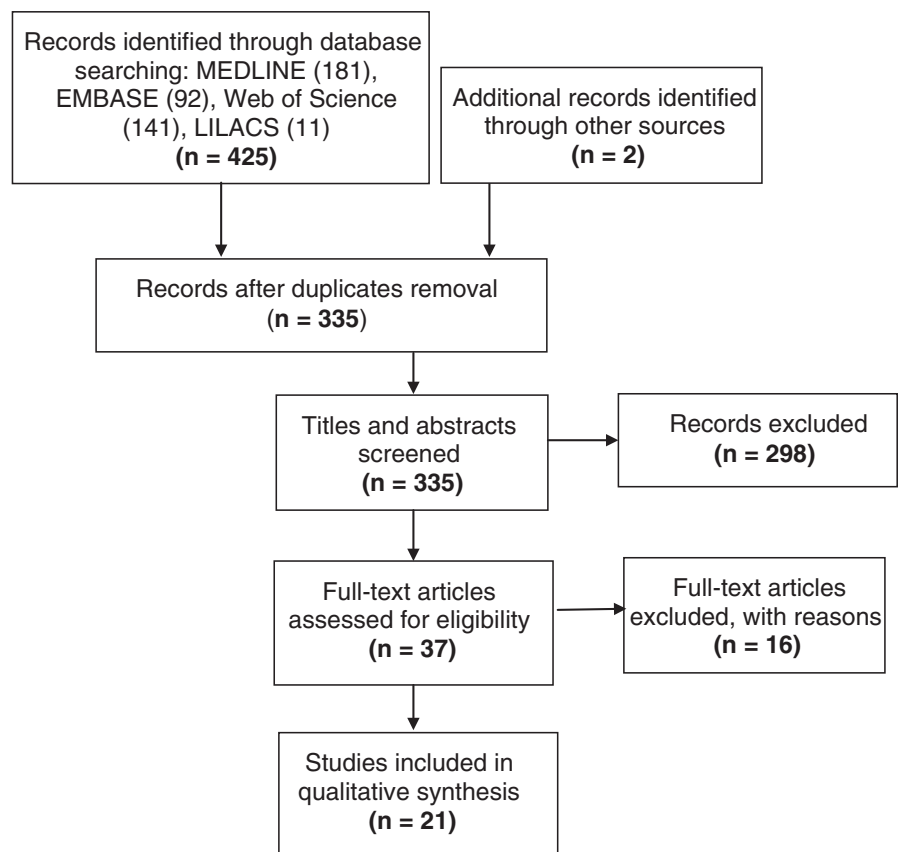 Records identified through database
searching: MEDLINE (181),
EMBASE (92), Web of Science
(141), LILACS (11)
(n = 425)
Additional records identified
through other sources
(n = 2)
Records after duplicates removal
(n = 335)
Titles and abstracts
screened
(n = 335)
Records excluded
(n = 298)
Full-text articles
assessed for eligibility
(n = 37)
Full-text articles
excluded, with reasons
(n = 16)
Studies included in
qualitative synthesis
(n = 21)